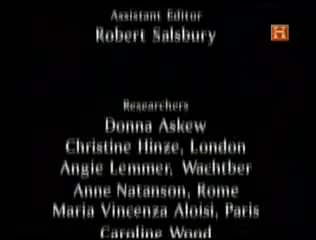 Assistant Editor
Robert Salsbury
H
Researchers
Donna Askew
Christine Hinze, London
Angie Lemmer, Wachtber
Anne Natanson, Rome
Maria Vincenza Aloisi, Paris
Caroline Wood